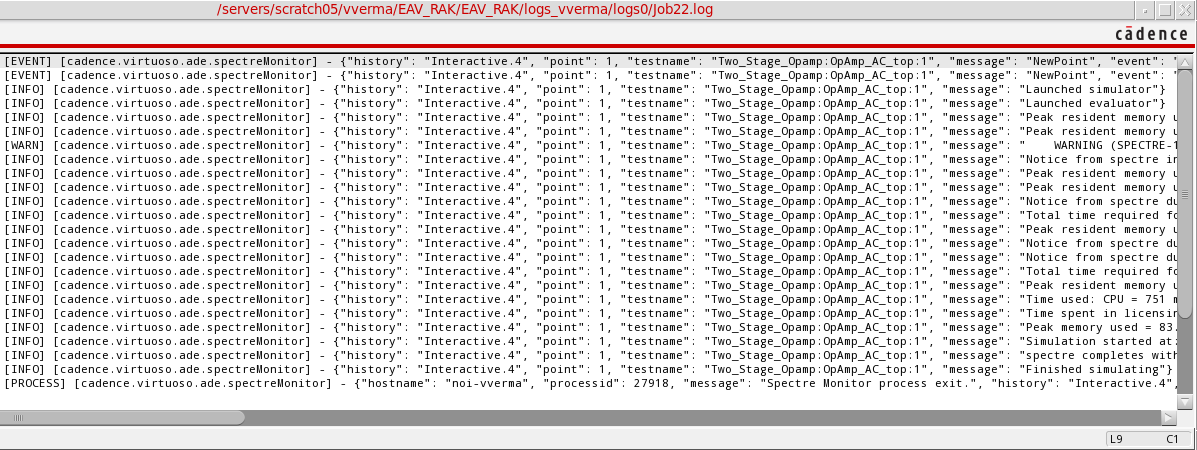 /servers/scratch05/vverma/EAV_RAK/EAV_RAK/logs_vverma/logs0/Job22.log
cādence
[EVENT] [cadence.virtuoso.ade.spectreMonitor] - {"history": "Interactive.4", "point": 1, "testname": "Two_Stage_Opamp:OpAmp_AC_top:1", "message": "NewPoint", "event": "
[EVENT] [cadence.virtuoso.ade.spectreMonitor] - {"history": "Interactive.4", "point": 1, "testname": "Two_Stage_Opamp:OpAmp_AC_top:1", "message": "NewPoint", "event": "
[INFO] [cadence.virtuoso.ade.spectreMonitor] - {"history": "Interactive.4", "point": 1, "testname": "Two_Stage_Opamp:OpAmp_AC_top:1", "message": "Launched simulator"}
[INFO] [cadence.virtuoso.ade.spectreMonitor] - {"history": "Interactive.4", "point": 1, "testname": "Two_Stage_Opamp:OpAmp_AC_top:1", "message": "Launched evaluator"}
[INFO] [cadence.virtuoso.ade.spectreMonitor] - {"history": "Interactive.4", "point": 1, "testname": "Two_Stage_Opamp:OpAmp_AC_top:1", "message": "Peak resident memory u
[INFO] [cadence.virtuoso.ade.spectreMonitor] - {"history": "Interactive.4", "point": 1, "testname": "Two_Stage_Opamp:OpAmp_AC_top:1", "message": "Peak resident memory u
[WARN] [cadence.virtuoso.ade.spectreMonitor] - {"history": "Interactive.4", "point": 1, "testname": "Two_Stage_Opamp:OpAmp_AC_top:1", "message": "    WARNING (SPECTRE-1
[INFO] [cadence.virtuoso.ade.spectreMonitor] - {"history": "Interactive.4", "point": 1, "testname": "Two_Stage_Opamp:OpAmp_AC_top:1", "message": "Notice from spectre in
[INFO] [cadence.virtuoso.ade.spectreMonitor] - {"history": "Interactive.4", "point": 1, "testname": "Two_Stage_Opamp:OpAmp_AC_top:1", "message": "Peak resident memory u
[INFO] [cadence.virtuoso.ade.spectreMonitor] - {"history": "Interactive.4", "point": 1, "testname": "Two_Stage_Opamp:OpAmp_AC_top:1", "message": "Peak resident memory u
[INFO] [cadence.virtuoso.ade.spectreMonitor] - {"history": "Interactive.4", "point": 1, "testname": "Two_Stage_Opamp:OpAmp_AC_top:1", "message": "Notice from spectre du
[INFO] [cadence.virtuoso.ade.spectreMonitor] - {"history": "Interactive.4", "point": 1, "testname": "Two_Stage_Opamp:OpAmp_AC_top:1", "message": "Total time required fo
[INFO] [cadence.virtuoso.ade.spectreMonitor] - {"history": "Interactive.4", "point": 1, "testname": "Two_Stage_Opamp:OpAmp_AC_top:1", "message": "Peak resident memory u
[INFO] [cadence.virtuoso.ade.spectreMonitor] - {"history": "Interactive.4", "point": 1, "testname": "Two_Stage_Opamp:OpAmp_AC_top:1", "message": "Notice from spectre du
[INFO] [cadence.virtuoso.ade.spectreMonitor] - {"history": "Interactive.4", "point": 1, "testname": "Two_Stage_Opamp:OpAmp_AC_top:1", "message": "Notice from spectre du
[INFO] [cadence.virtuoso.ade.spectreMonitor] - {"history": "Interactive.4", "point": 1, "testname": "Two_Stage_Opamp:OpAmp_AC_top:1", "message": "Total time required fo
[INFO] [cadence.virtuoso.ade.spectreMonitor] - {"history": "Interactive.4", "point": 1, "testname": "Two_Stage_Opamp:OpAmp_AC_top:1", "message": "Peak resident memory u
[INFO] [cadence.virtuoso.ade.spectreMonitor] - {"history": "Interactive.4", "point": 1, "testname": "Two_Stage_Opamp:OpAmp_AC_top:1", "message": "Time used: CPU = 751 m
[INFO] [cadence.virtuoso.ade.spectreMonitor] - {"history": "Interactive.4", "point": 1, "testname": "Two_Stage_Opamp:OpAmp_AC_top:1", "message": "Time spent in licensin
[INFO] [cadence.virtuoso.ade.spectreMonitor] - {"history": "Interactive.4", "point": 1, "testname": "Two_Stage_Opamp:OpAmp_AC_top:1", "message": "Peak memory used = 83.
[INFO] [cadence.virtuoso.ade.spectreMonitor] - {"history": "Interactive.4", "point": 1, "testname": "Two_Stage_Opamp:OpAmp_AC_top:1", "message": "Simulation started at:
[INFO] [cadence.virtuoso.ade.spectreMonitor] - {"history": "Interactive.4", "point": 1, "testname": "Two_Stage_Opamp:OpAmp_AC_top:1", "message": "spectre completes with
[INFO] [cadence.virtuoso.ade.spectreMonitor] - {"history": "Interactive.4", "point": 1, "testname": "Two_Stage_Opamp:OpAmp_AC_top:1", "message": "Finished simulating"}
[PROCESS] [cadence.virtuoso.ade.spectreMonitor] - {"hostname": "noi-vverma", "processid": 27918, "message": "Spectre Monitor process exit.", "history": "Interactive.4",
L9 C1